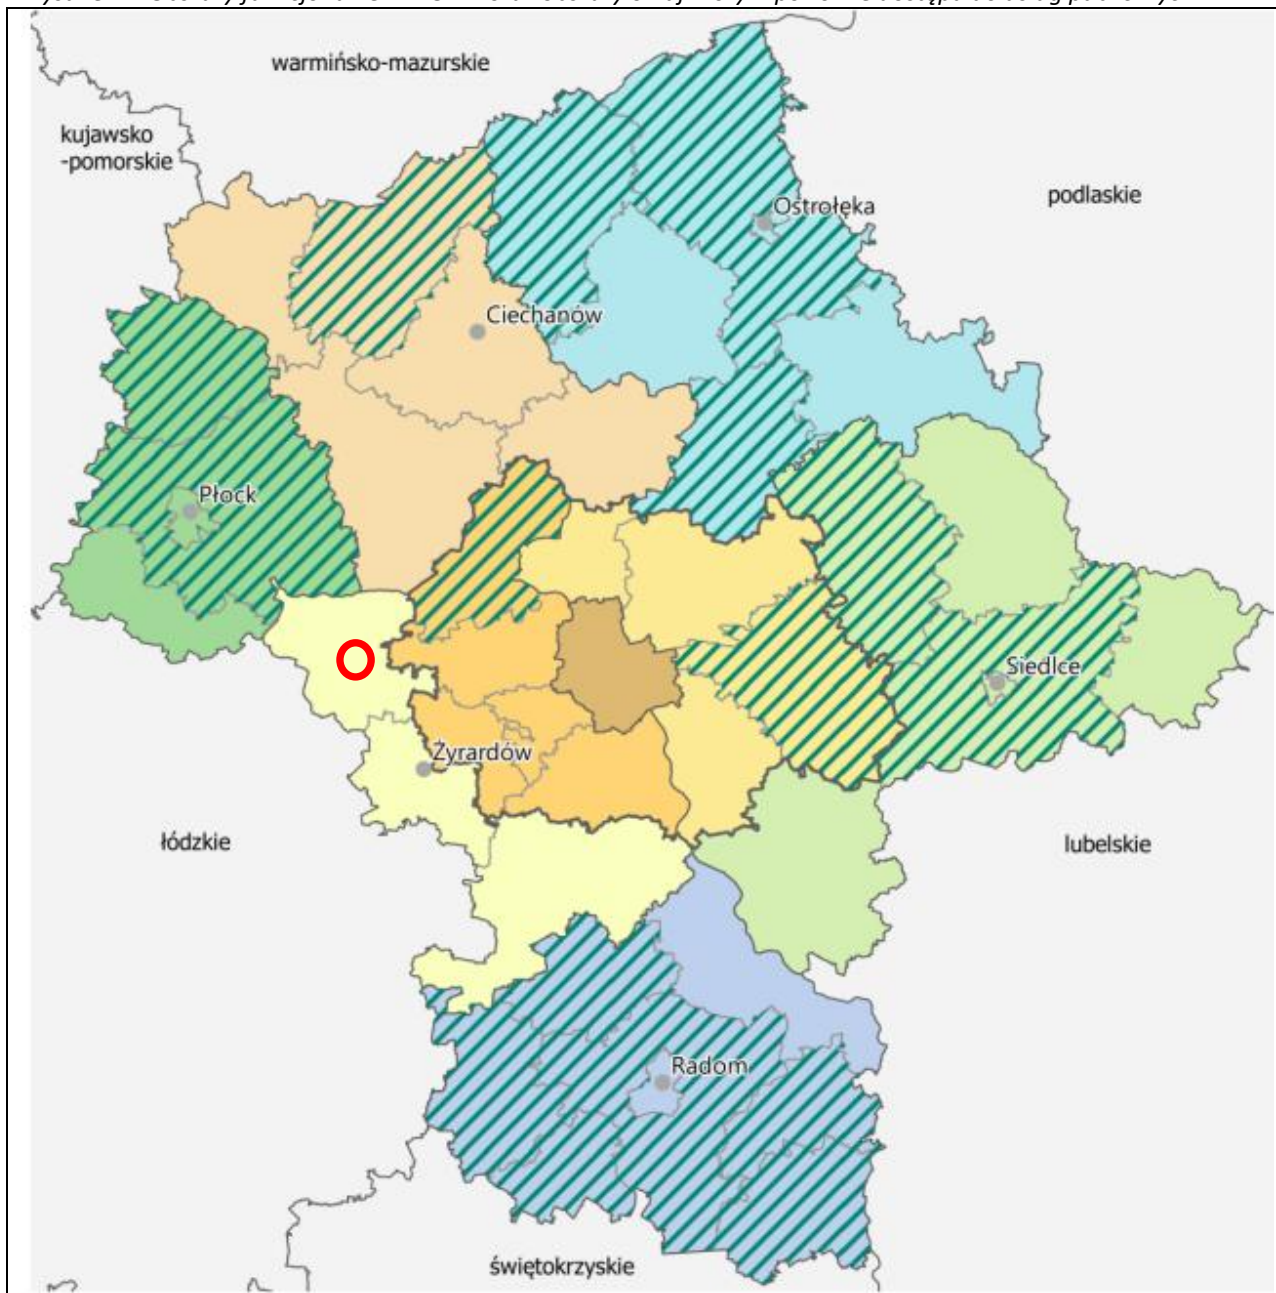 warmińsko-mazurskie
kujawsko
-pomorskie
podlaskie
Ostrołęka
Ciechanów
Płock
Siedlce
Żyrardów
łódzkie
lubelskie
Radom
świętokrzyskie